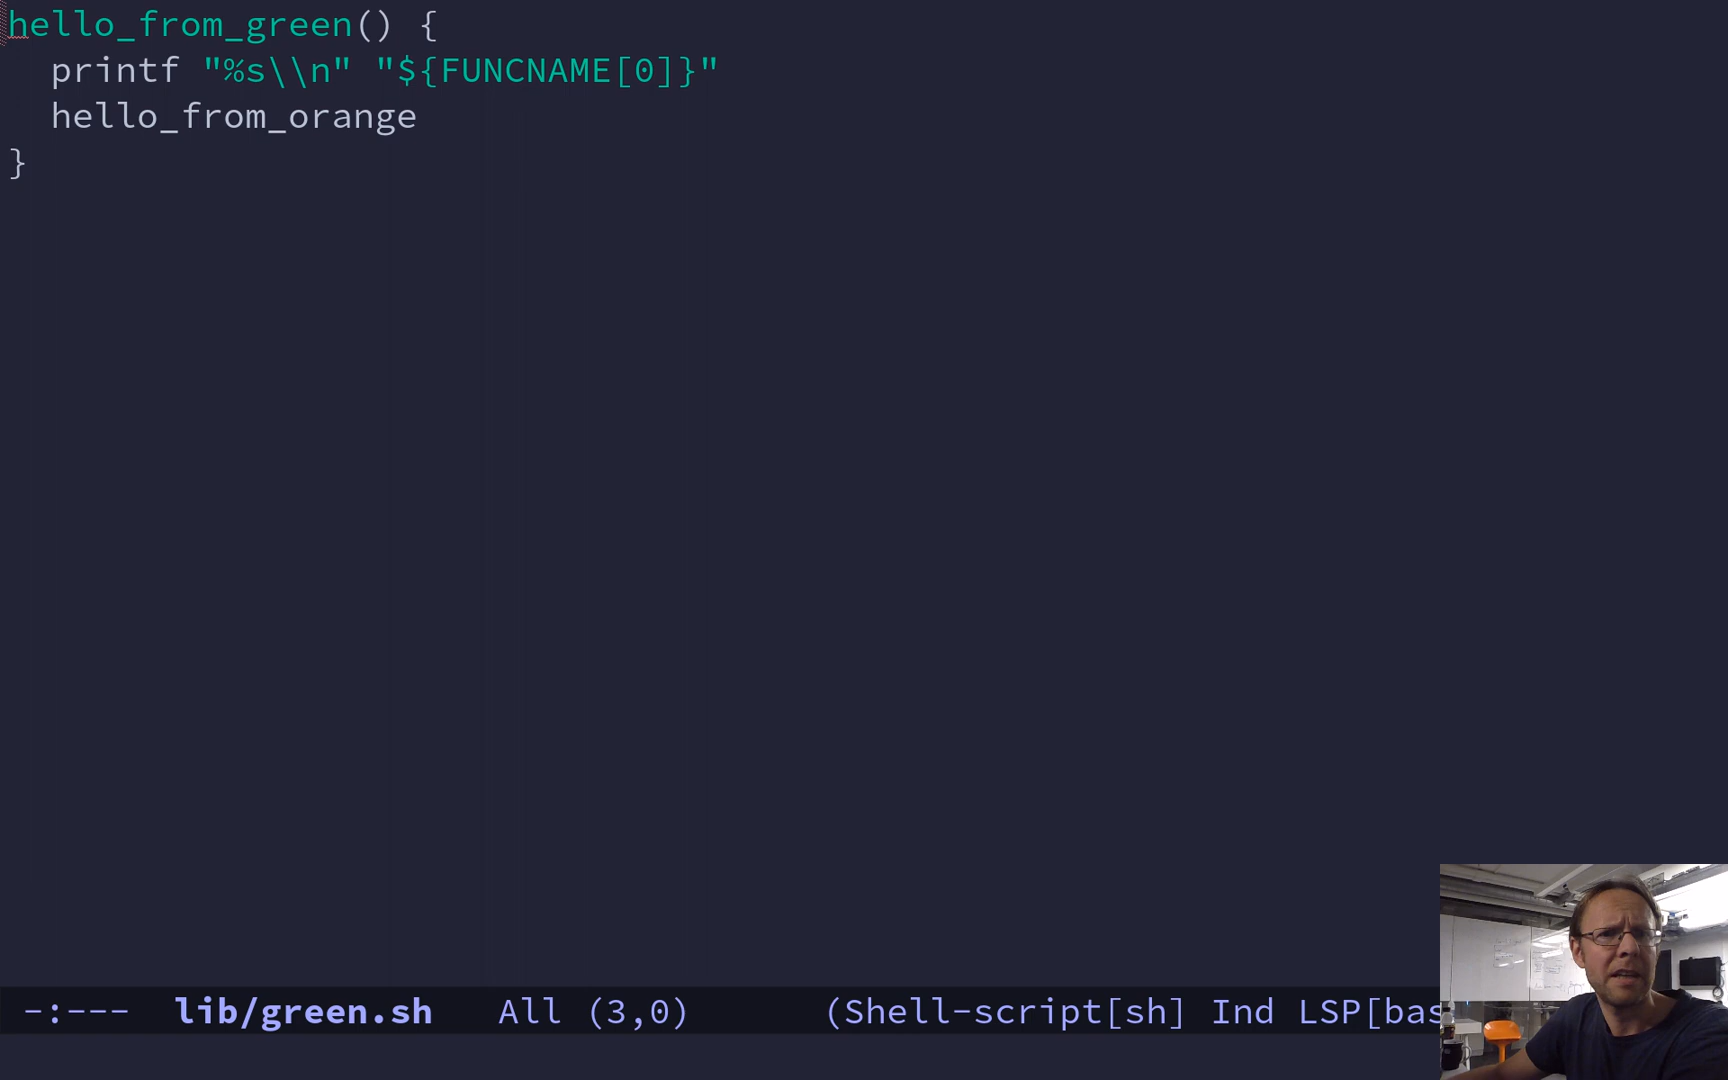 hello_from_green() {
  printf "%s\\n" "${FUNCNAME[0]}"
  hello_from_orange
}
-:---  lib/green.sh   All (3,0)      (Shell-script[sh] Ind LSP[bas